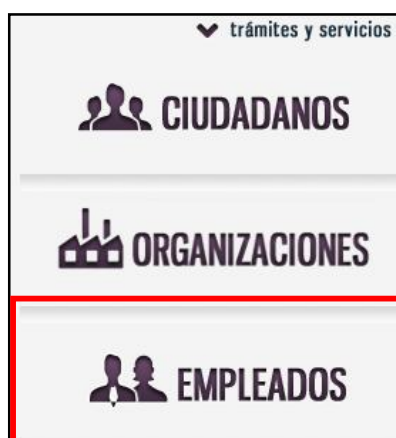 trámites y servicios
CIUDADANOS
ORGANIZACIONES
EMPLEADOS